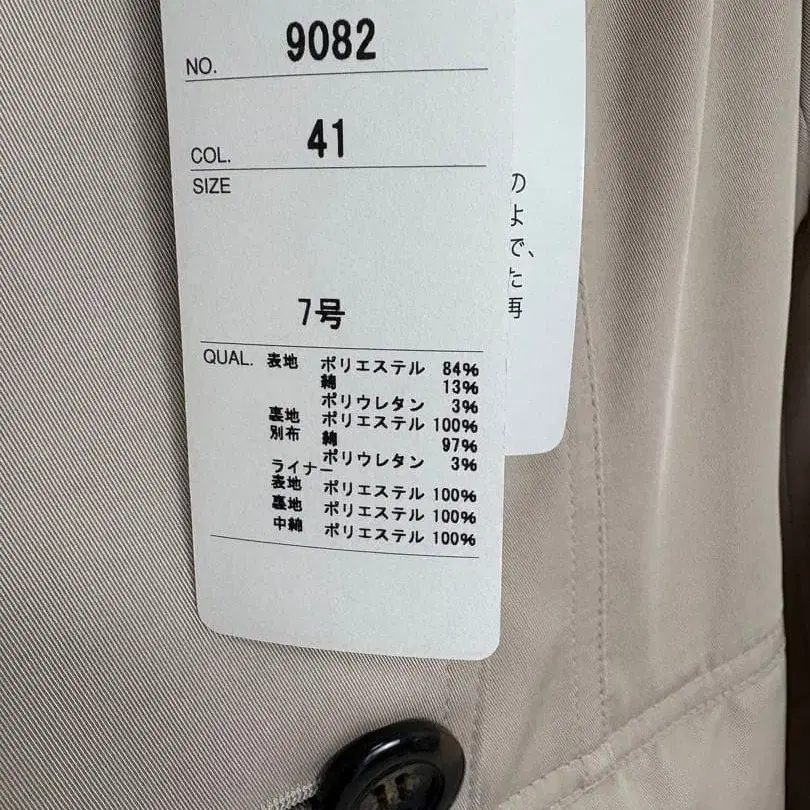 NO. 9082
COL. 41
SIZE
7号
QUAL. 表地 ポリエステル 84%
綿 13%
ポリウレタン 3%
裏地 ポリエステル 100%
別布 綿 97%
ポリウレタン 3%
ライナー
表地 ポリエステル 100%
裏地 ポリエステル 100%
中綿 ポリエステル 100%
の
よ
で、
た
再